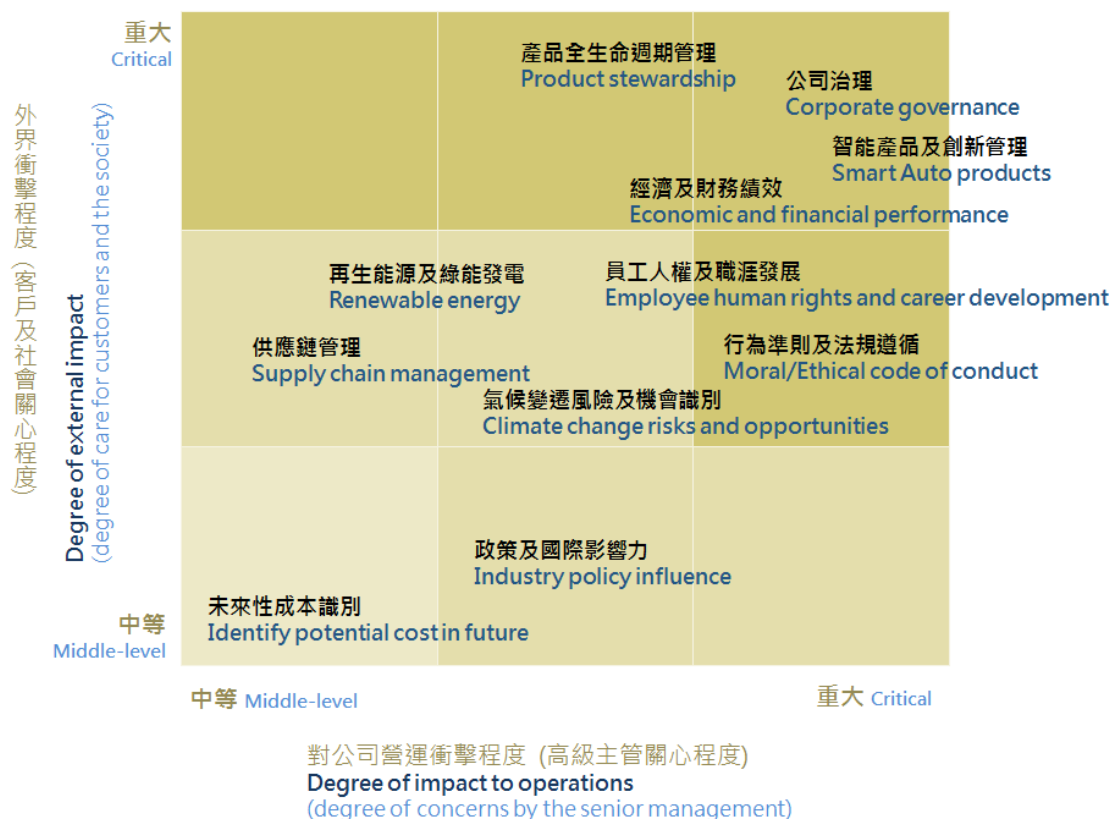 重大
Critical
外界衝擊程度 (客戶及社會關心程度)
Degree of external impact
(degree of care for customers and the society)
產品全生命週期管理
Product stewardship
公司治理
Corporate governance
智能產品及創新管理
Smart Auto products
經濟及財務績效
Economic and financial performance
再生能源及綠能發電
Renewable energy
員工人權及職涯發展
Employee human rights and career development
供應鏈管理
Supply chain management
行為準則及法規遵循
Moral/Ethical code of conduct
氣候變遷風險及機會識別
Climate change risks and opportunities
政策及國際影響力
Industry policy influence
未來性成本識別
Identify potential cost in future
中等
Middle-level
中等 Middle-level
重大 Critical
對公司營運衝擊程度 (高級主管關心程度)
Degree of impact to operations
(degree of concerns by the senior management)